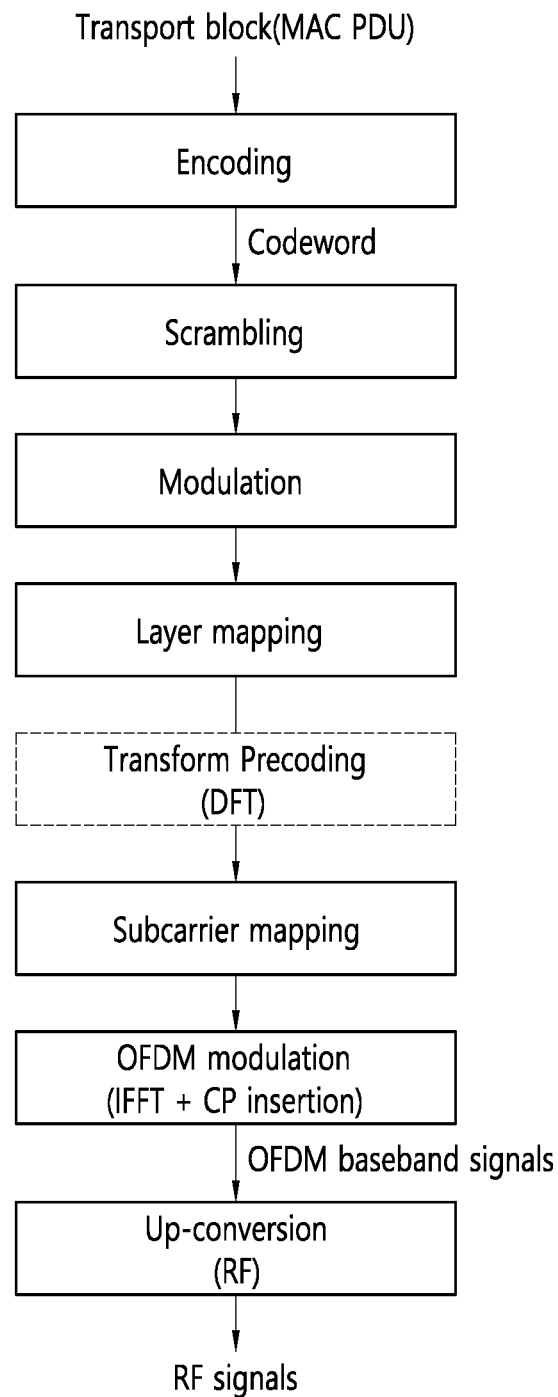 Transport block(MAC PDU)
Encoding
Codeword
Scrambling
Modulation
Layer mapping
Transform Precoding
(DFT)
Subcarrier mapping
OFDM modulation
(IFFT + CP insertion)
OFDM baseband signals
Up-conversion
(RF)
RF signals